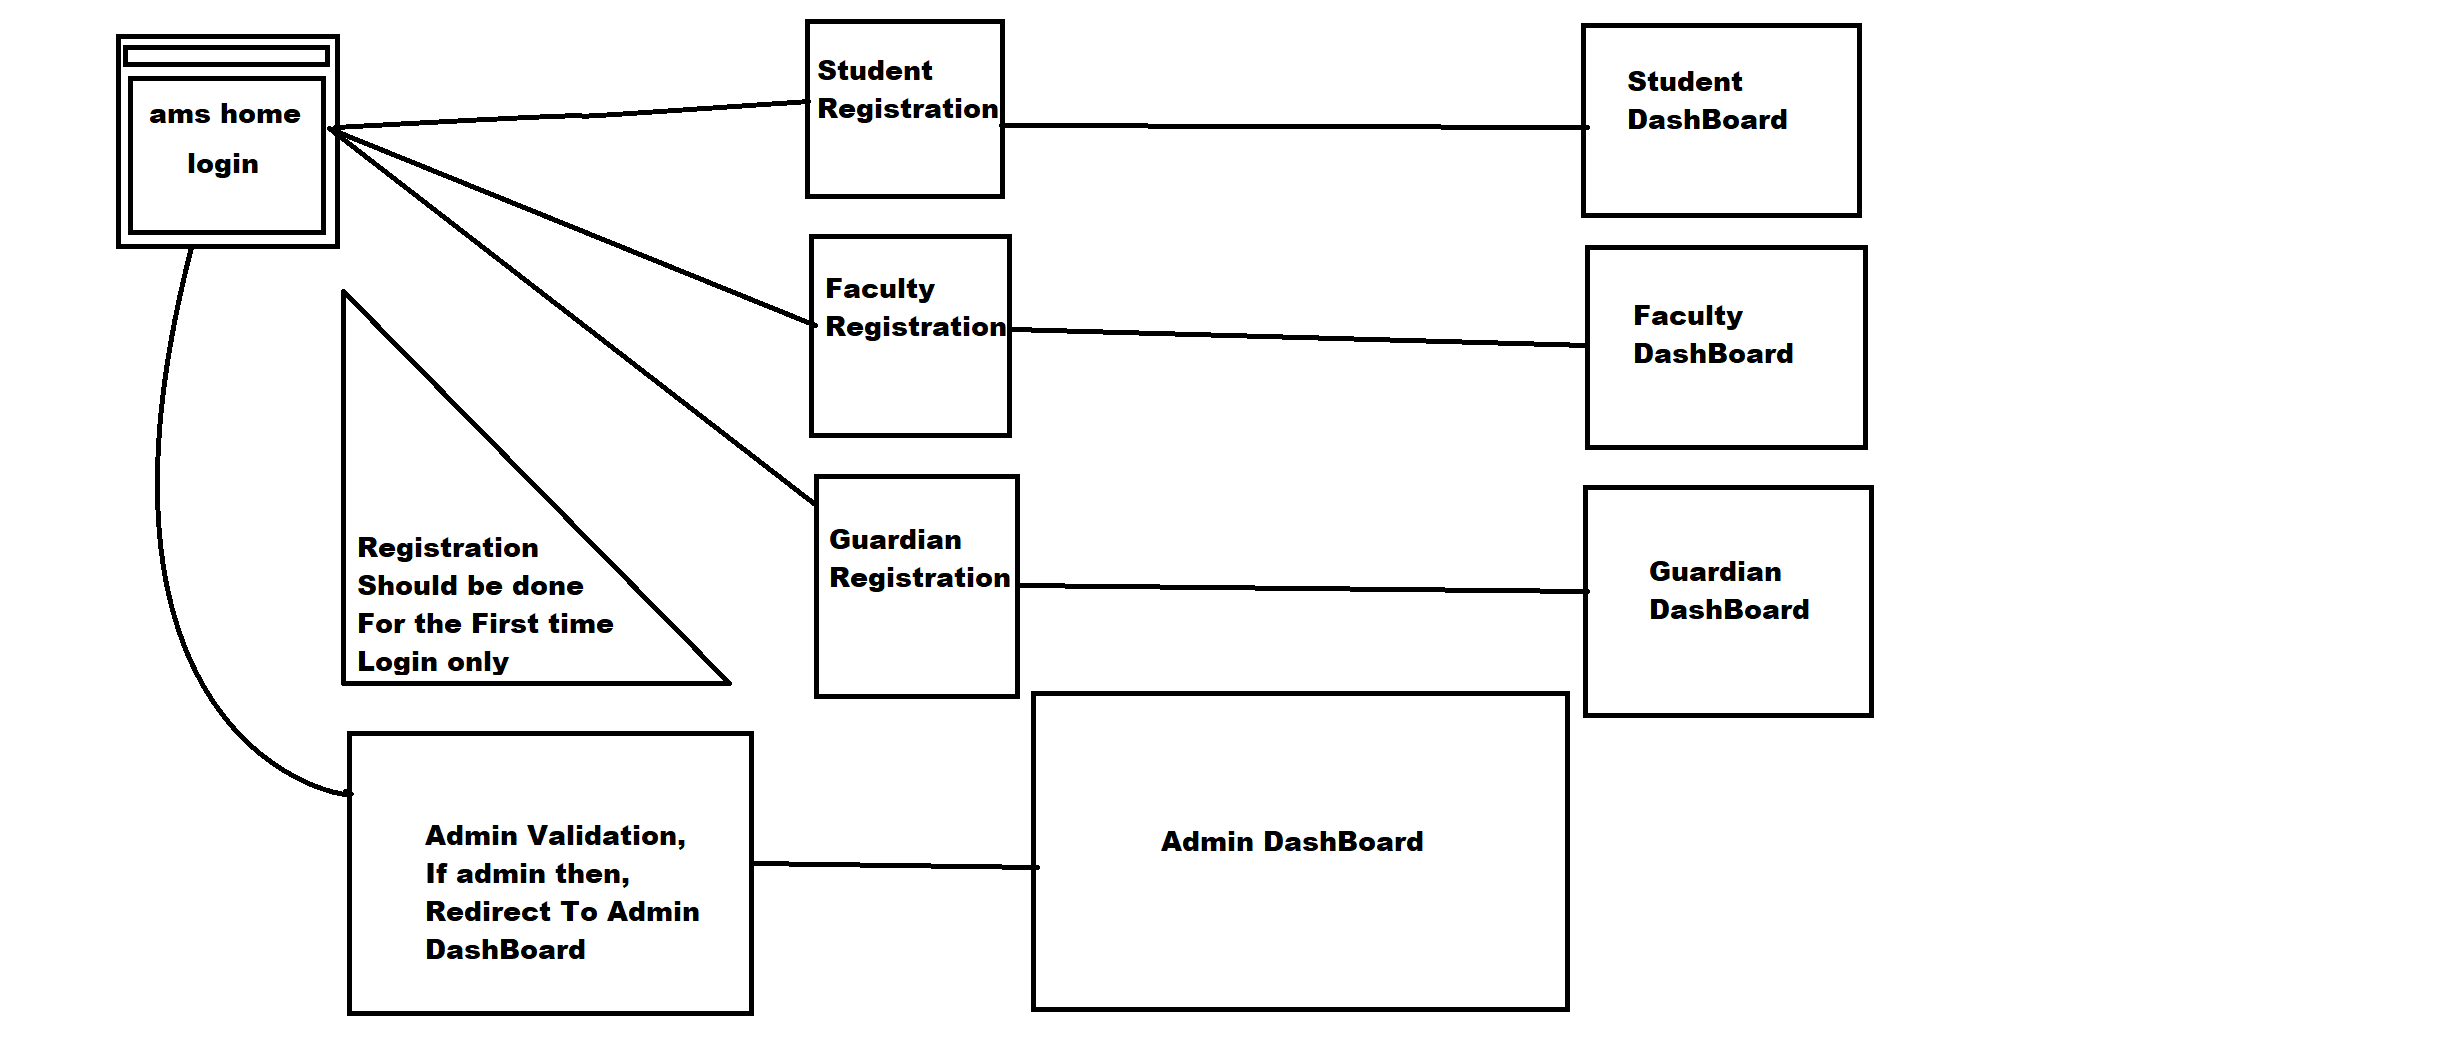 ams home
login
Student
Registration
Student
DashBoard
Faculty
Registration
Faculty
DashBoard
Guardian
Registration
Guardian
DashBoard
Registration
Should be done
For the First time
Login only
Admin Validation,
If admin then,
Redirect To Admin
DashBoard
Admin DashBoard